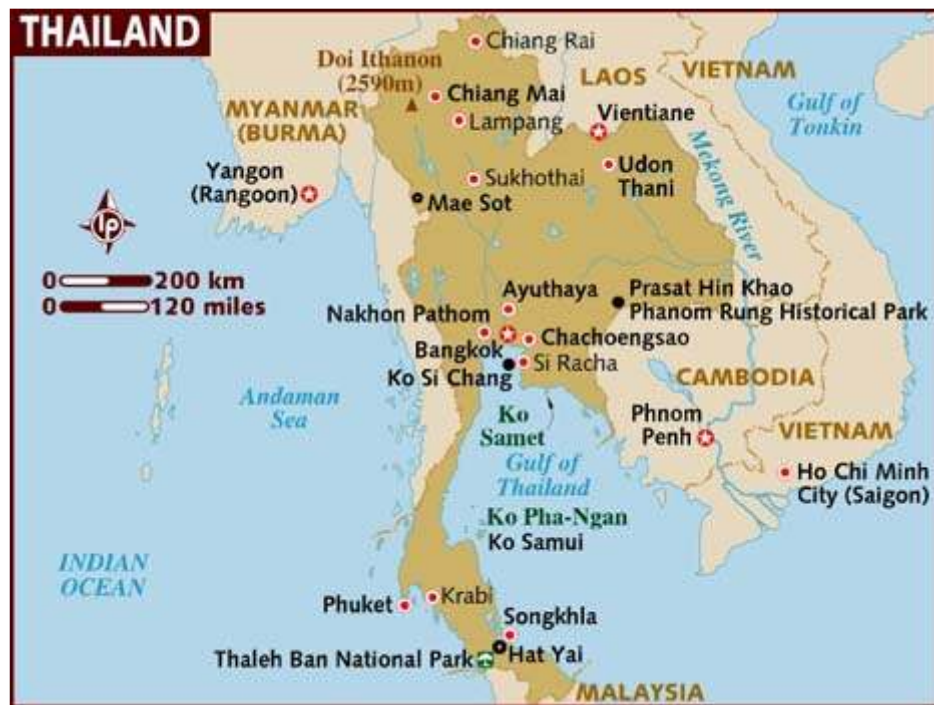 THAILAND
Chiang Rai
Doi Ithanon
(2590m)
LAOS
VIETNAM
Chiang Mai
MYANMAR
(BURMA)
Lampang
Vientiane
Gulf of
Tonkin
Yangon
(Rangoon)
Sukhothai
Udon
Thani
Mekong River
Mae Sot
LP
0 200 km
0 120 miles
Ayuthaya
Prasat Hin Khao
Phanom Rung Historical Park
Nakhon Pathom
Bangkok
Chachoengsao
Ko Si Chang
Si Racha
CAMBODIA
Andaman
Sea
Ko
Samet
Phnom
Penh
VIETNAM
Gulf of
Thailand
Ho Chi Minh
City (Saigon)
Ko Pha-Ngan
Ko Samui
INDIAN
OCEAN
Phuket
Krabi
Songkhla
Thaleh Ban National Park
Hat Yai
MALAYSIA